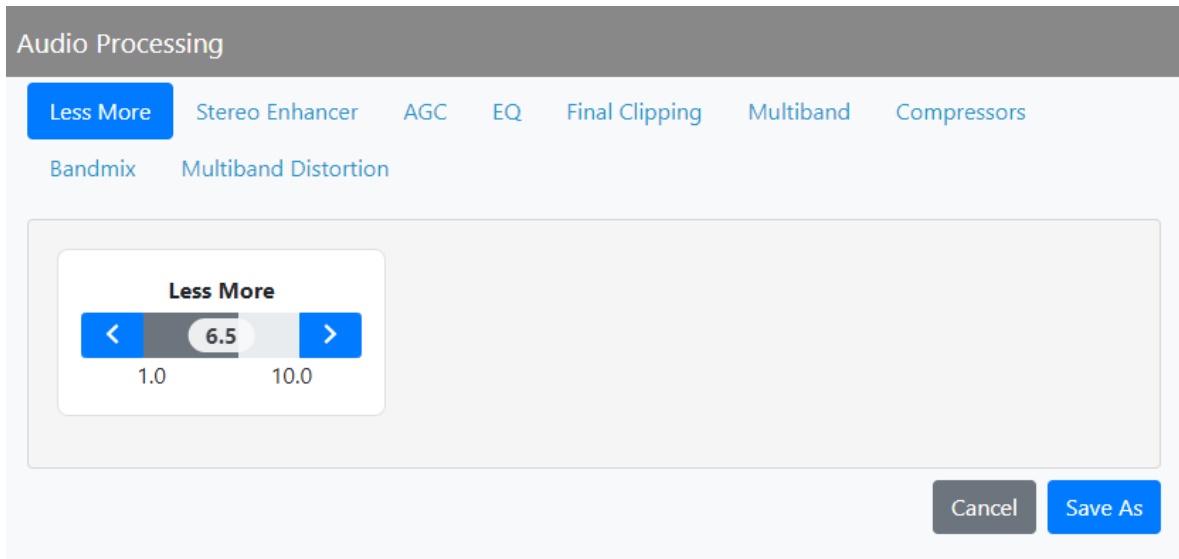 Audio Processing
Less More Stereo Enhancer AGC EQ Final Clipping Multiband Compressors
Bandmix Multiband Distortion
Less More
6.5
1.0 10.0
Cancel Save As